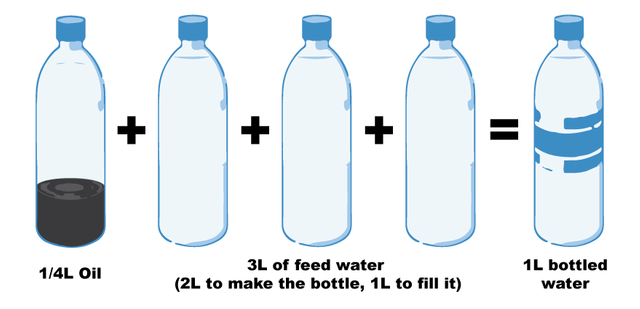 1/4L Oil
3L of feed water
(2L to make the bottle, 1L to fill it)
1L bottled
water